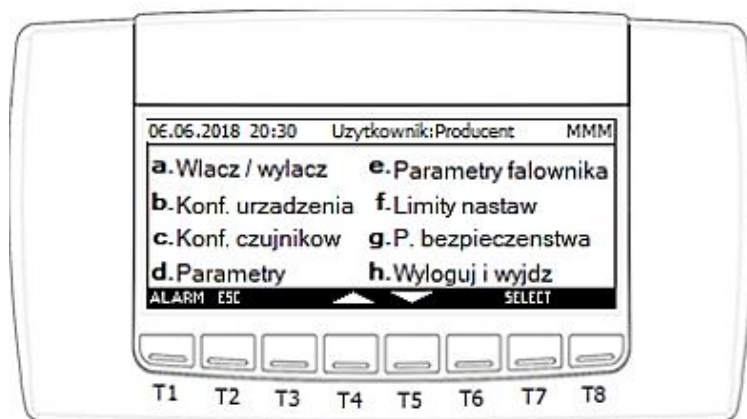 06.06.2018 20:30 Uzytkownik:Producent MMM
a.Wlacz / wylacz e.Parametry falownika
b.Konf. urzadzenia f.Limity nastaw
c.Konf. czujnikow g.P. bezpieczenstwa
d.Parametry h.Wyloguj i wyjdz
ALARM ESC SELECT
T1 T2 T3 T4 T5 T6 T7 T8